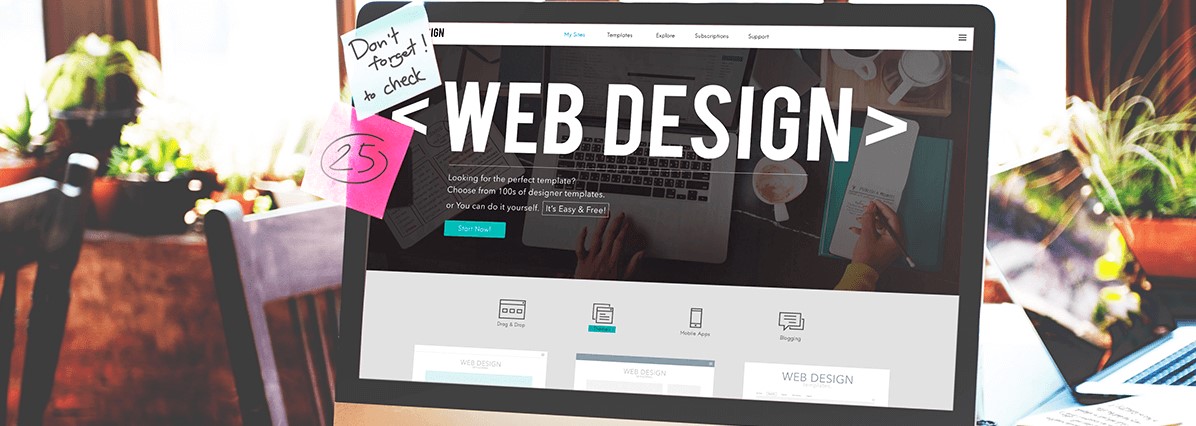 Don't
forget!
to check
25
IGN
My Sites Templates Explore Subscriptions Support
< WEB DESIGN >
Looking for the perfect template?
Choose from 100s of designer templates.
or You can do it yourself. It's Easy & Free!
Start Now!
Drag & Drop
Mobile Apps
Blogging
WEB DESIGN
WEB DESIGN
WEB DESIGN